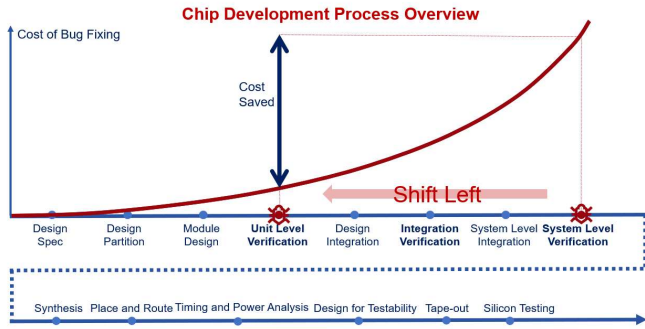 Chip Development Process Overview
Cost of Bug Fixing
Cost
Saved
Shift Left
Design
Spec
Design
Partition
Module
Design
Unit Level
Verification
Design
Integration
Integration
Verification
System Level
Integration
System Level
Verification
Synthesis
Place and Route
Timing and Power Analysis
Design for Testability
Tape-out
Silicon Testing